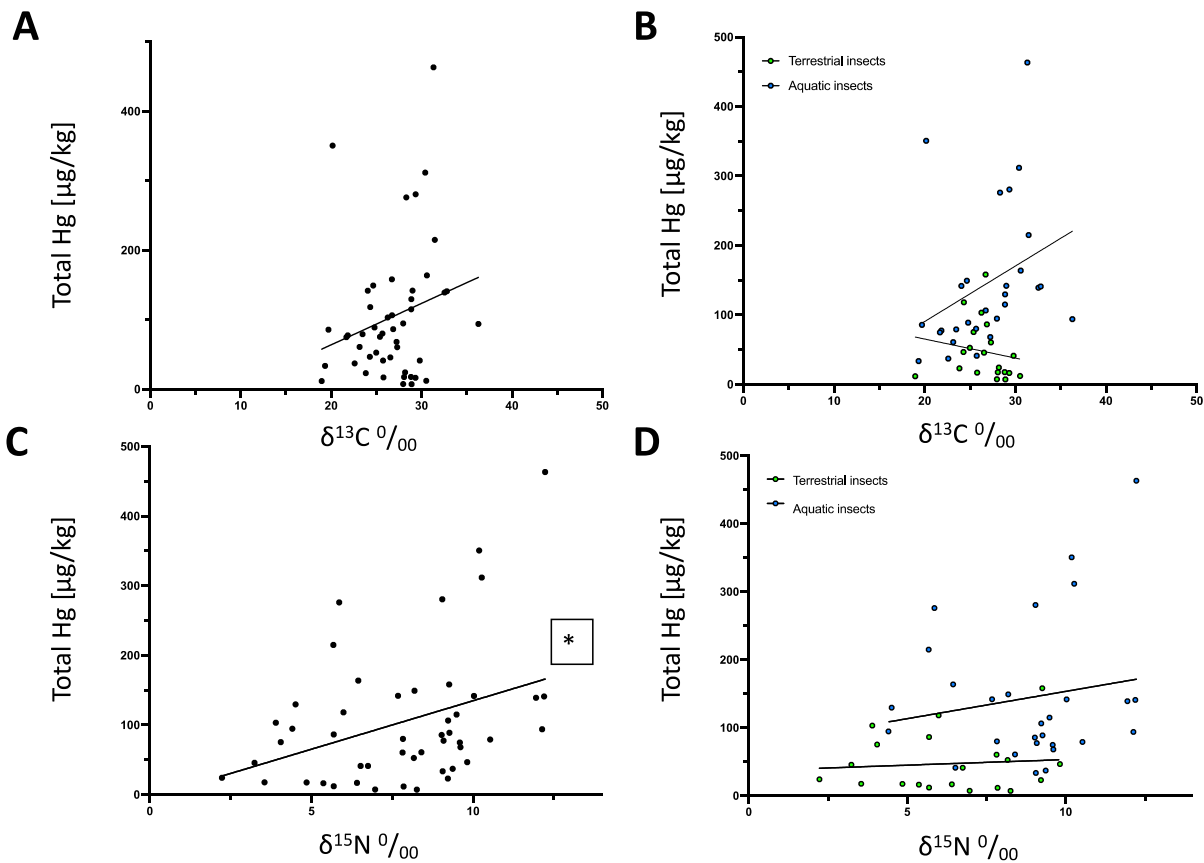 A
Total Hg [µg/kg]
400
200
0
0 10 20 30 40 50
δ¹³C ⁰/₀₀
B
Total Hg [µg/kg]
500
400
300
200
100
0
Terrestrial insects
Aquatic insects
0 10 20 30 40 50
δ¹³C ⁰/₀₀
C
Total Hg [µg/kg]
500
400
300
200
100
0
*
0 5 10
δ¹⁵N ⁰/₀₀
D
Total Hg [µg/kg]
500
400
300
200
100
0
Terrestrial insects
Aquatic insects
0 5 10
δ¹⁵N ⁰/₀₀